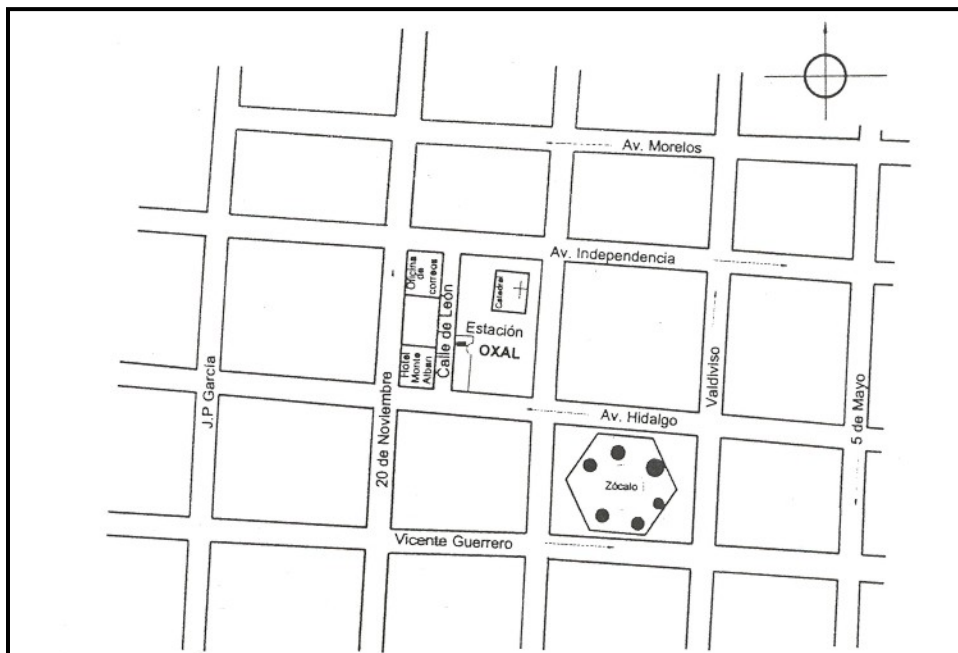 Av. Morelos
Av. Independencia
Oficina
de
correos
Catedral
Calle de León
Estación
OXAL
Hotel
Monte
Alban
J.P García
20 de Noviembre
Valdiviso
5 de Mayo
Av. Hidalgo
Zócalo
Vicente Guerrero